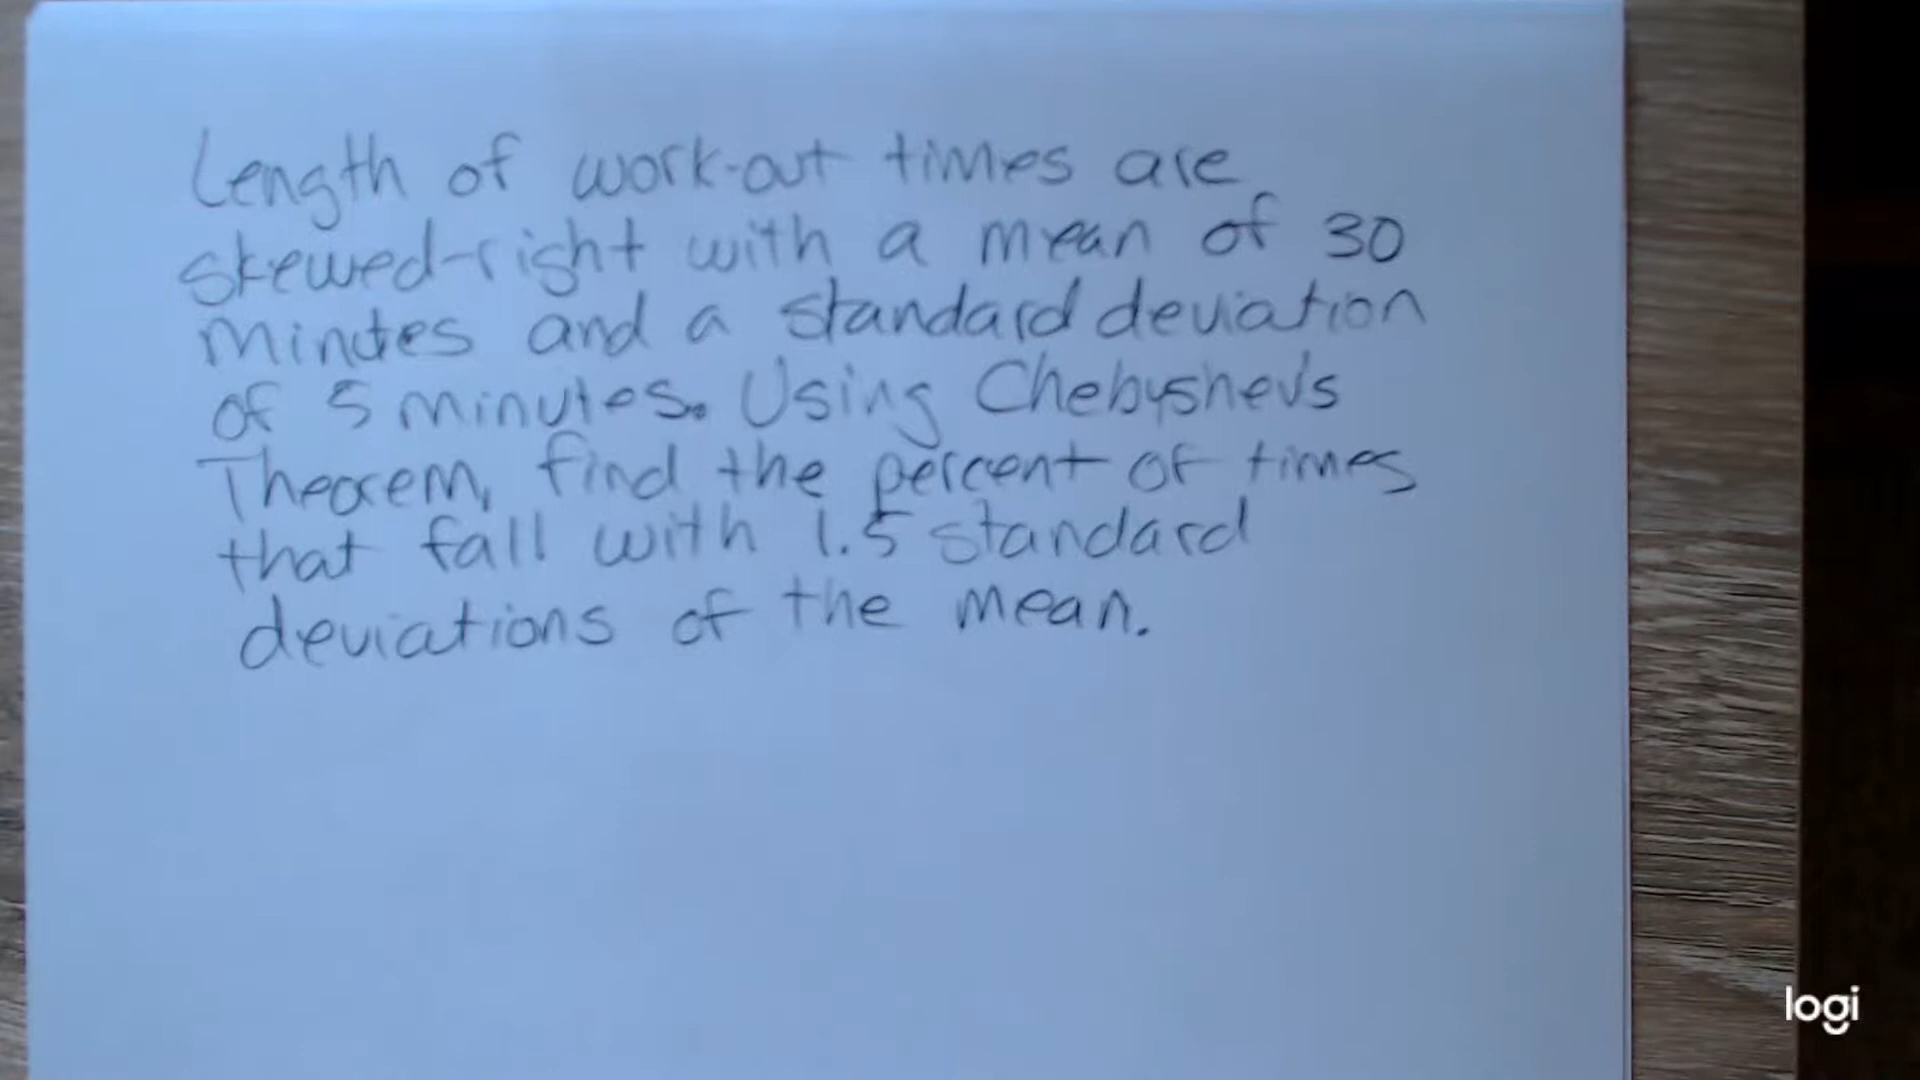 Length of work-out times are
skewed-right with a mean of 30
minutes and a standard deviation
of 5 minutes. Using Chebyshev's
Theorem, find the percent of times
that fall with 1.5 standard
deviations of the mean.
logi